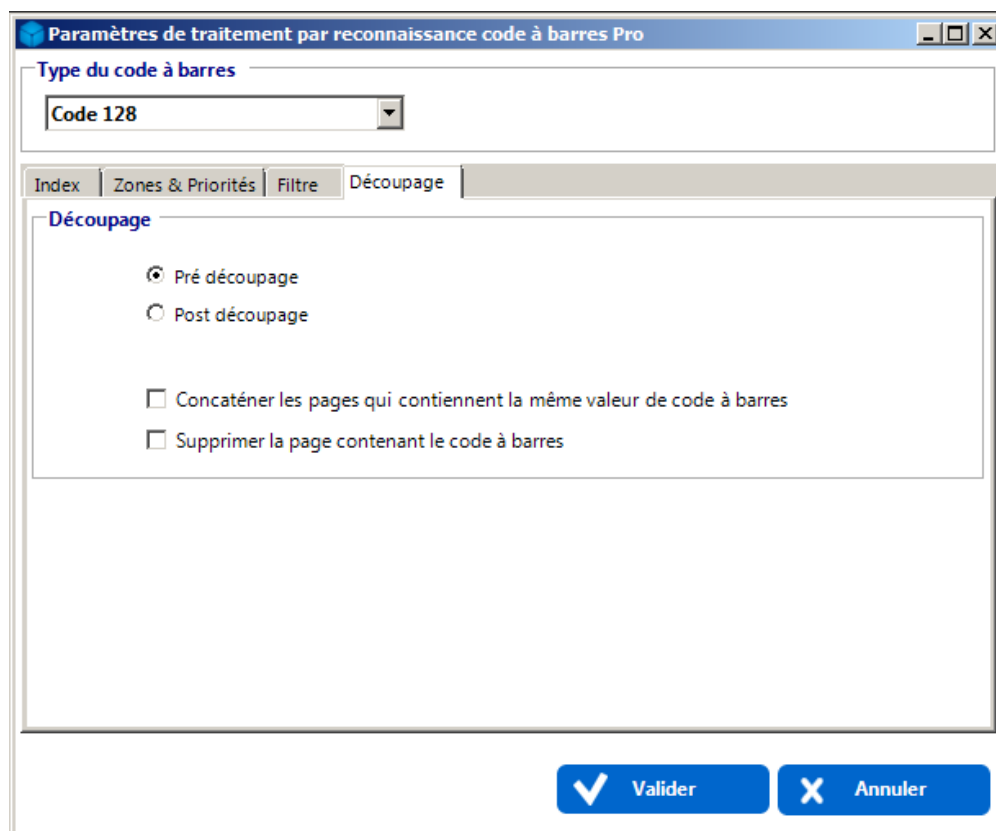 Paramètres de traitement par reconnaissance code à barres Pro
Type du code à barres
Code 128
Index Zones & Priorités Filtre Découpage
Découpage
Pré découpage
Post découpage
Concaténer les pages qui contiennent la même valeur de code à barres
Supprimer la page contenant le code à barres
Valider Annuler